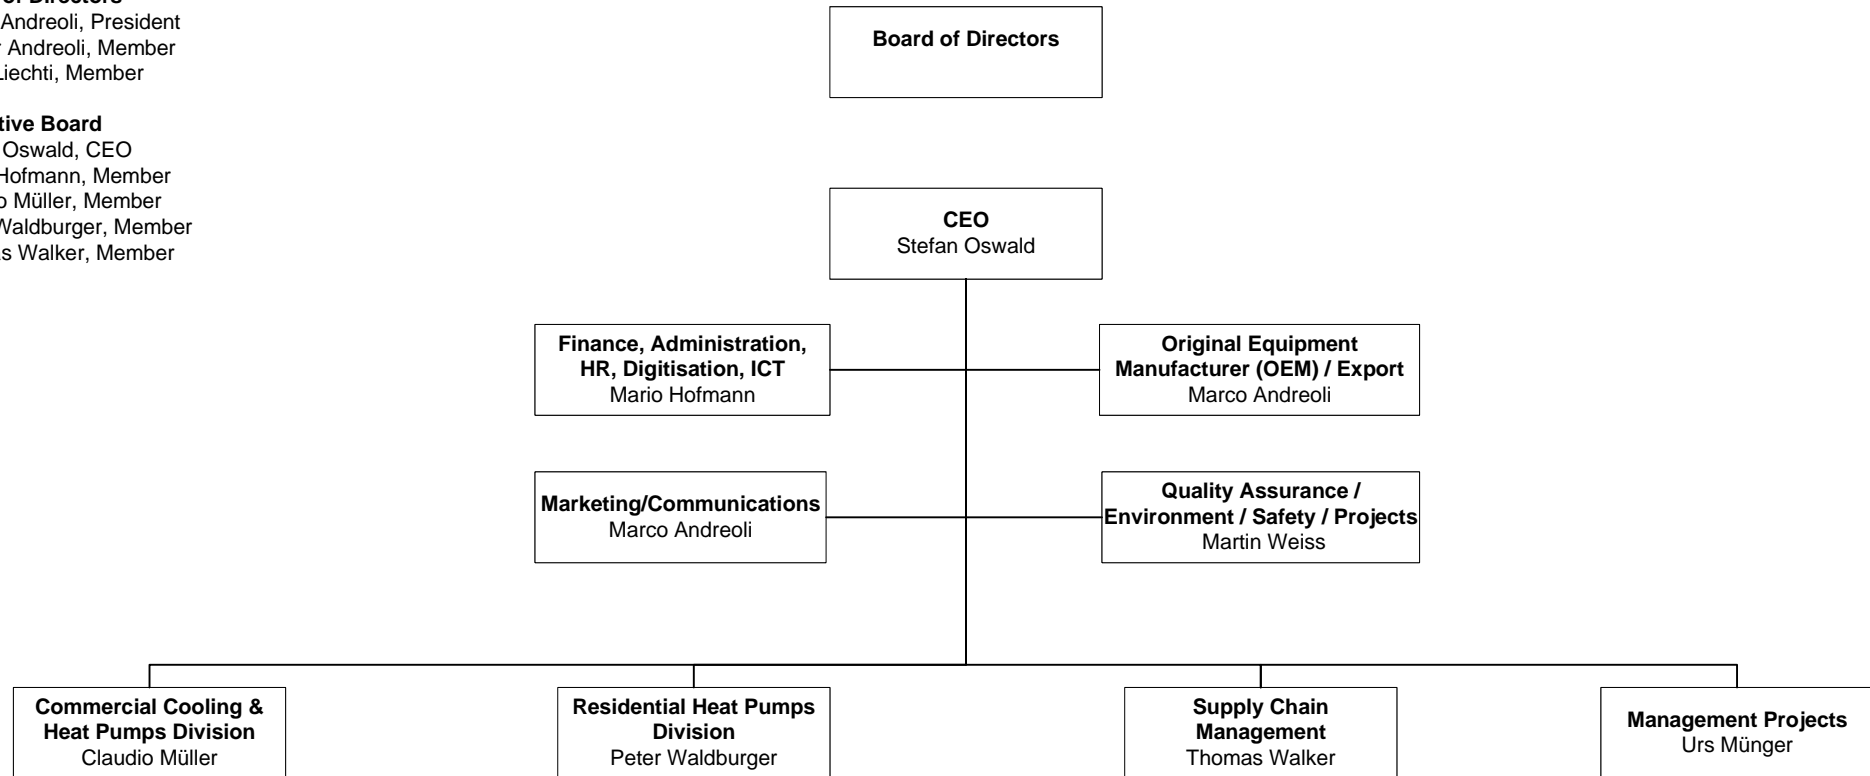 of Directors
Andreoli, President
Andreoli, Member
Liechti, Member
Board
Oswald, CEO
Hofmann, Member
Müller, Member
Waldburger, Member
Walker, Member
Board of Directors
CEO
Stefan Oswald
Finance, Administration,
HR, Digitisation, ICT
Mario Hofmann
Original Equipment
Manufacturer (OEM) / Export
Marco Andreoli
Marketing/Communications
Marco Andreoli
Quality Assurance /
Environment / Safety / Projects
Martin Weiss
Commercial Cooling &
Heat Pumps Division
Claudio Müller
Residential Heat Pumps
Division
Peter Waldburger
Supply Chain
Management
Thomas Walker
Management Projects
Urs Münger